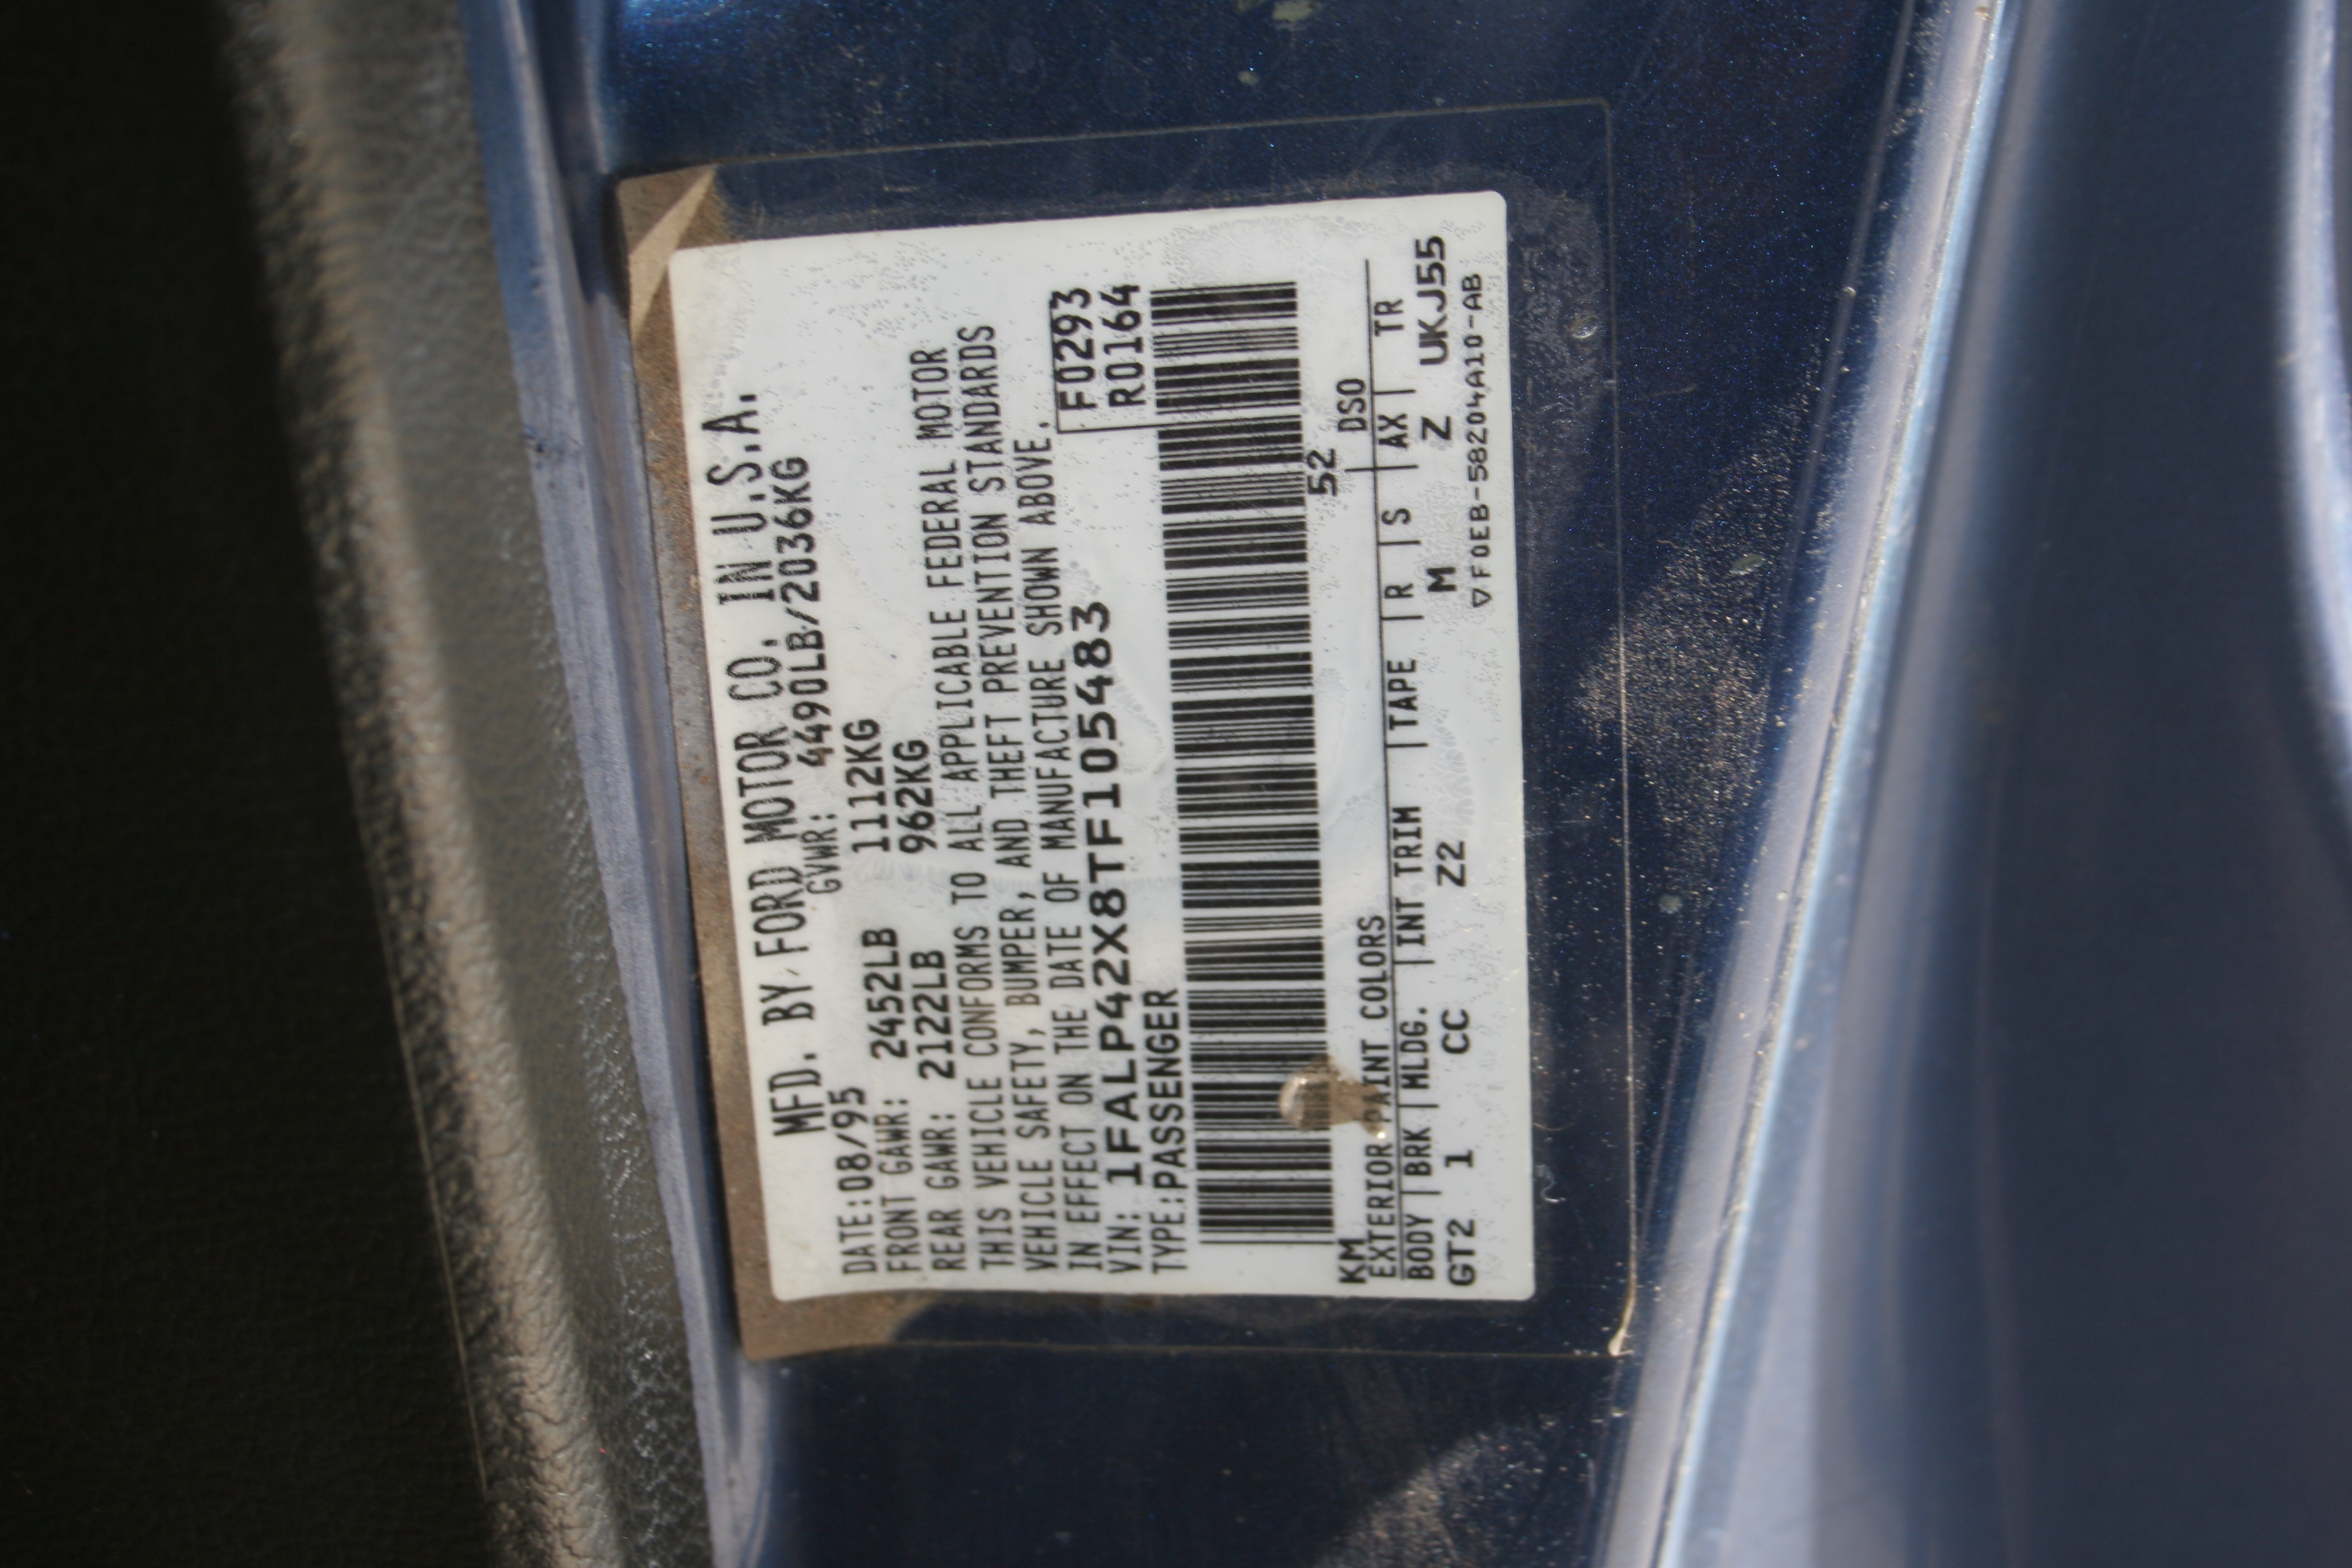 MFD. BY FORD MOTOR CO. IN U.S.A.
DATE:08/95 GVWR: 4490LB/2036KG
FRONT GAWR: 2452LB 1112KG
REAR GAWR: 2122LB 962KG
THIS VEHICLE CONFORMS TO ALL APPLICABLE FEDERAL MOTOR
VEHICLE SAFETY, BUMPER, AND THEFT PREVENTION STANDARDS
IN EFFECT ON THE DATE OF MANUFACTURE SHOWN ABOVE.
VIN: 1FALP42X8TF105483 F0293
TYPE:PASSENGER R0164
KM 52
EXTERIOR PAINT COLORS DSO
BODY | BRK | MLDG. | INT TRIM | TAPE | R | S | AX | TR
GT2 1 CC Z2 M Z UKJ55
▽ F0EB-58204A10-AB